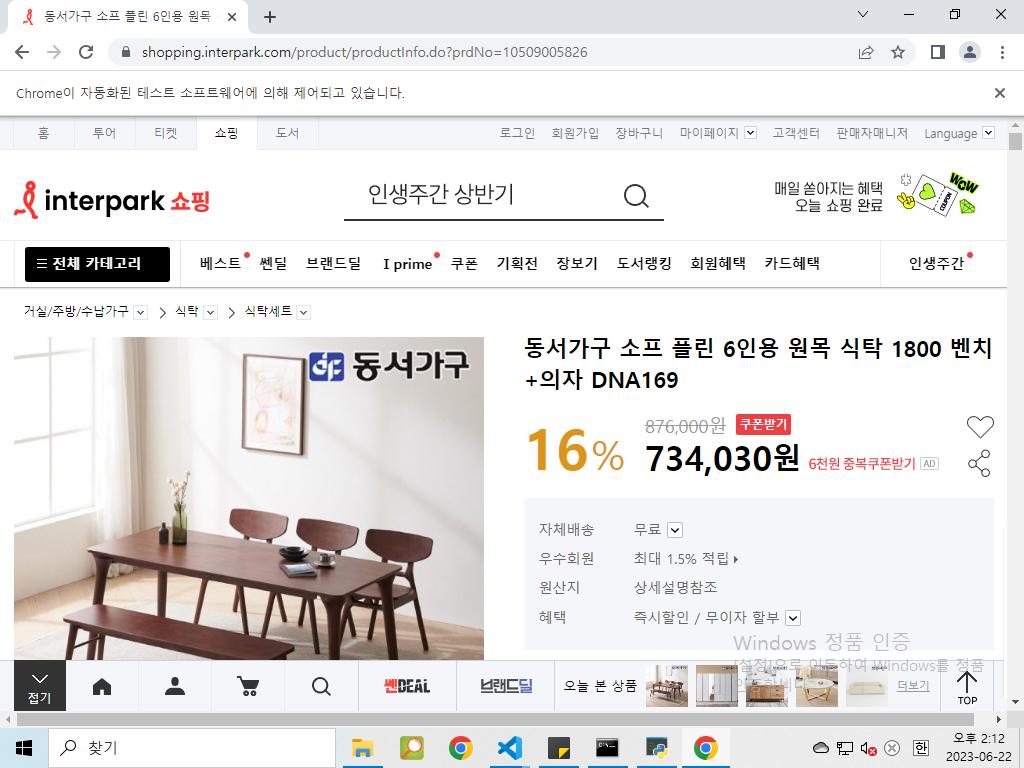 동서가구 소프 플린 6인용 원목
shopping.interpark.com/product/productInfo.do?prdNo=10509005826
Chrome이 자동화된 테스트 소프트웨어에 의해 제어되고 있습니다.
홈 투어 티켓 쇼핑 도서 로그인 회원가입 장바구니 마이페이지 고객센터 판매자매니저 Language
interpark 쇼핑
인생주간 상반기
매일 쏟아지는 혜택
오늘 쇼핑 완료
WOW
COUPON
전체 카테고리 베스트 쎈딜 브랜드딜 I prime 쿠폰 기획전 장보기 도서랭킹 회원혜택 카드혜택 인생주간
거실/주방/수납가구 식탁 식탁세트
동서가구
동서가구 소프 플린 6인용 원목 식탁 1800 벤치
+의자 DNA169
16%
876,000원 쿠폰받기
734,030원 6천원 중복쿠폰받기 AD
자체배송 무료
우수회원 최대 1.5% 적립
원산지 상세설명참조
혜택 즉시할인 / 무이자 할부
Windows 정품 인증
[설정]으로 이동하여 Windows를 정품
접기
쎈DEAL
브랜드딜
오늘 본 상품
더보기
TOP
찾기
한
오후 2:12
2023-06-22